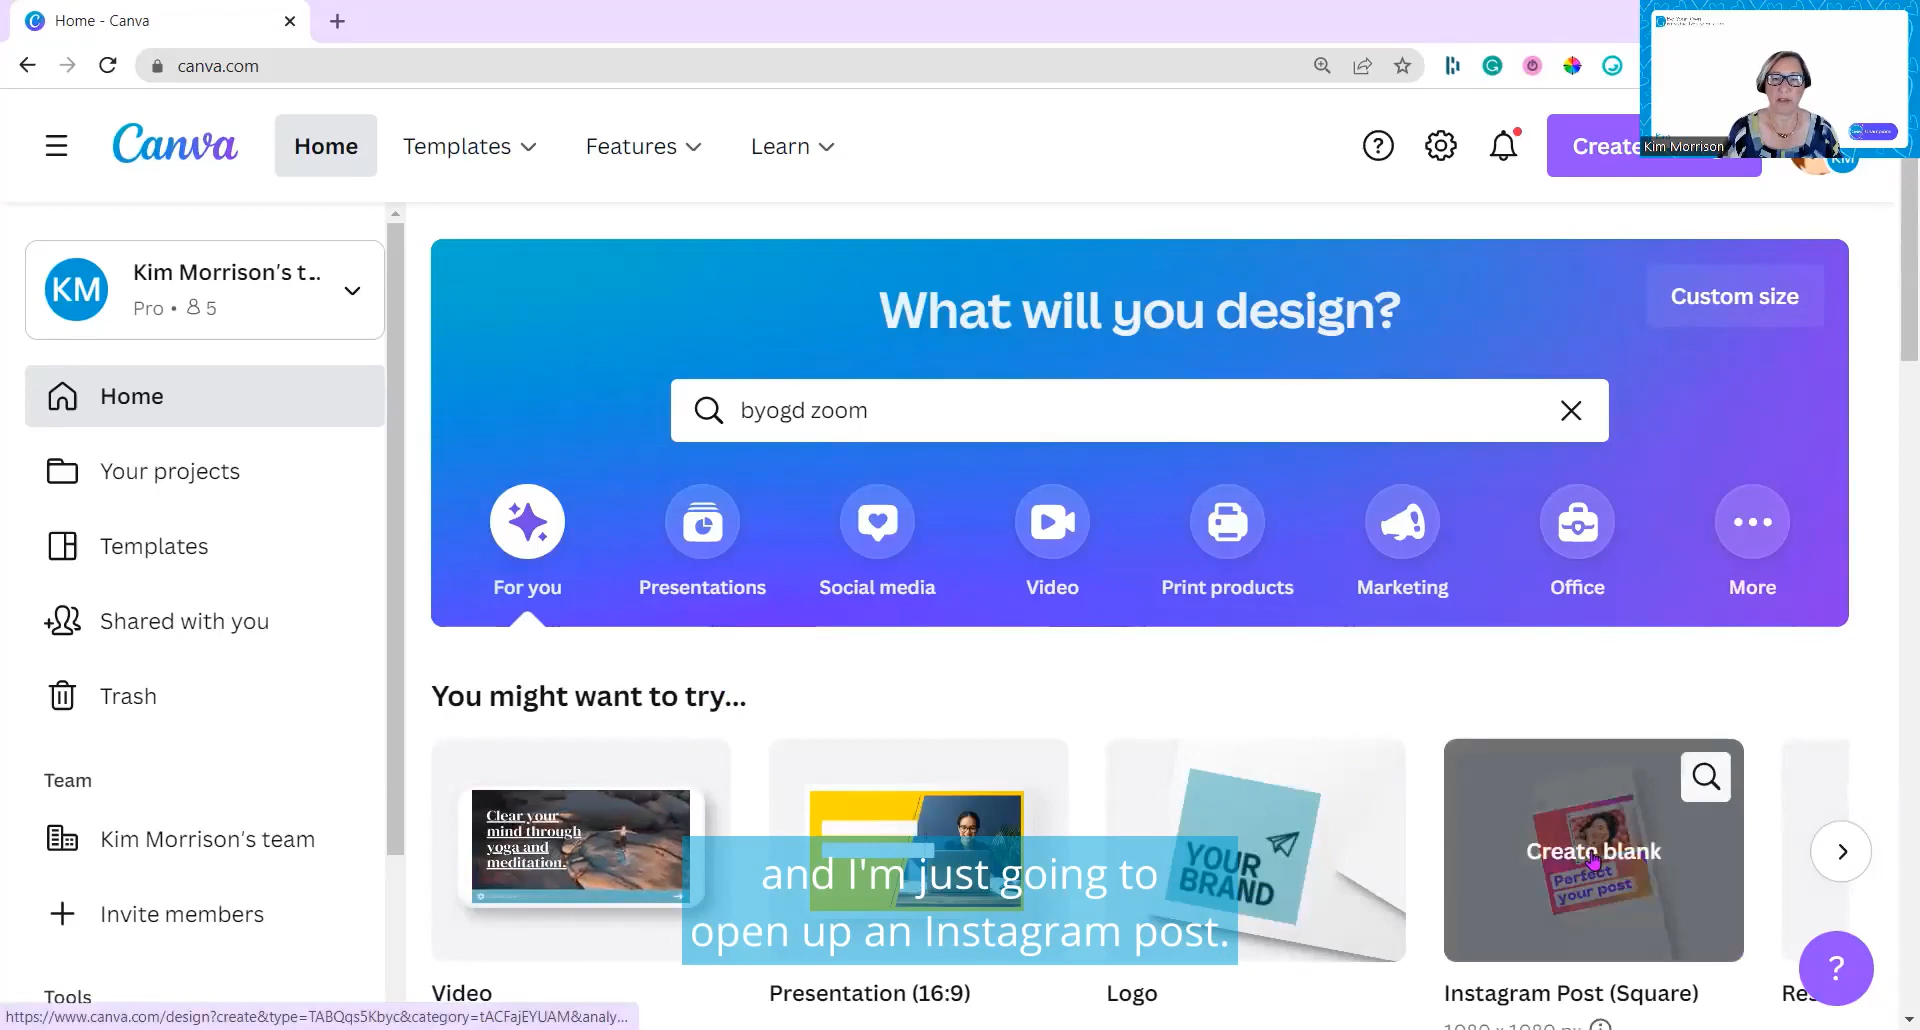 Home - Canva
canva.com
Kim Morrison
Canva
Home
Templates
Features
Learn
Create
KM
Kim Morrison's t...
Pro • 5
Home
Your projects
Templates
Shared with you
Trash
Team
Kim Morrison's team
Invite members
Tools
What will you design?
Custom size
byogd zoom
For you
Presentations
Social media
Video
Print products
Marketing
Office
More
You might want to try...
Clear your
mind through
yoga and
meditation.
YOUR
BRAND
Create blank
Perfect
your post
and I'm just going to
open up an Instagram post.
Video
Presentation (16:9)
Logo
Instagram Post (Square)
1080 x 1080 px
https://www.canva.com/design?create&type=TABQqs5Kbyc&category=tACFajEYUAM&analy...